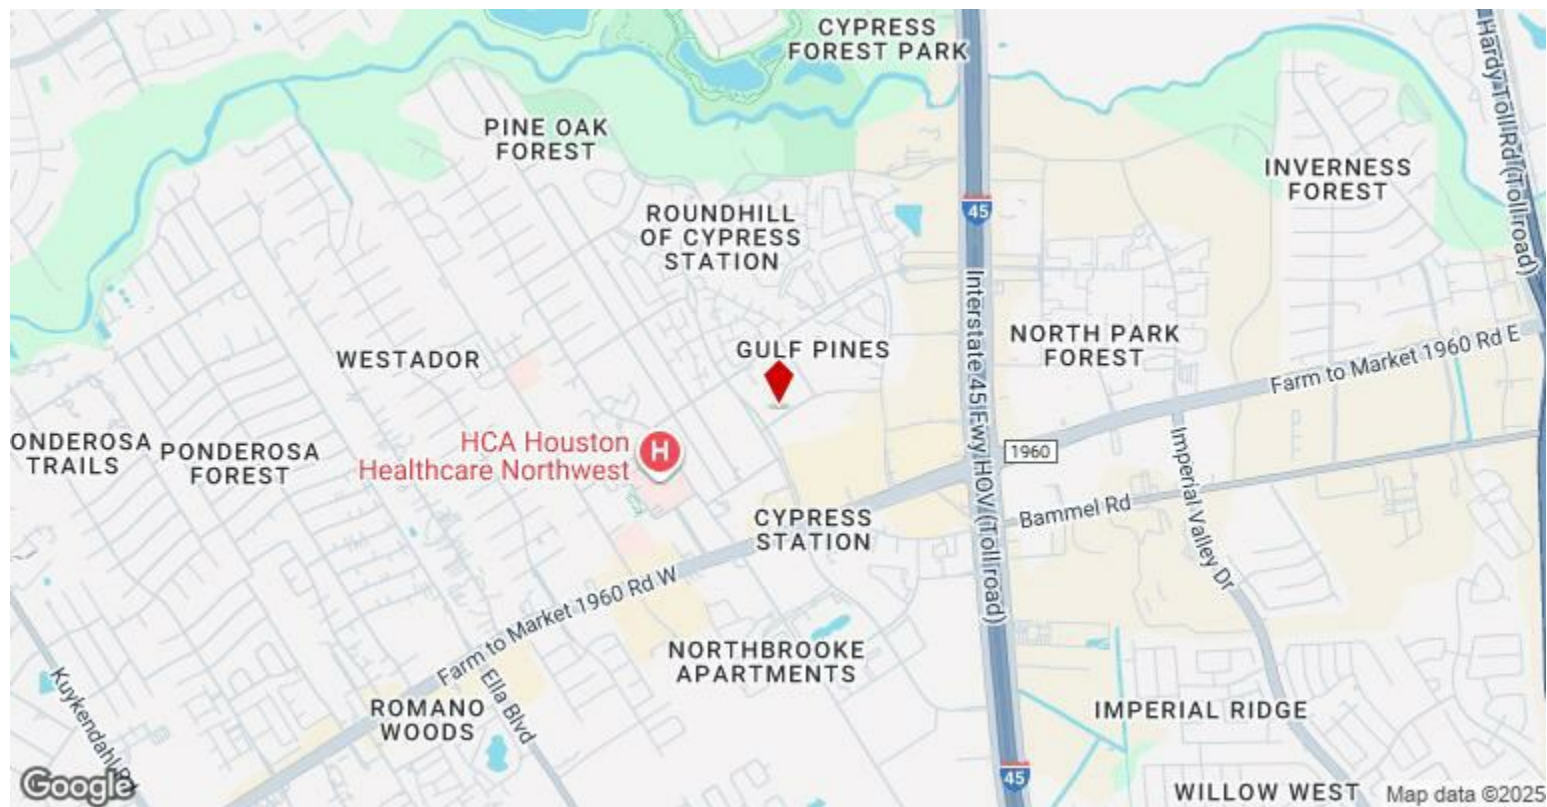 CYPRESS
FOREST PARK
Hardy Toll Rd (Toll road)
PINE OAK
FOREST
INVERNESS
FOREST
45
ROUNDHILL
OF CYPRESS
STATION
Interstate 45 Fwy HOV (Toll road)
NORTH PARK
FOREST
GULF PINES
WESTADOR
Farm to Market 1960 Rd E
ONDEROSA
TRAILS
PONDEROSA
FOREST
HCA Houston
Healthcare Northwest
H
1960
Imperial Valley Dr
Bammel Rd
CYPRESS
STATION
Farm to Market 1960 Rd W
NORTHBROOKE
APARTMENTS
Kuykendahl Rd
Ella Blvd
ROMANO
WOODS
IMPERIAL RIDGE
45
WILLOW WEST
Google
Map data ©2025